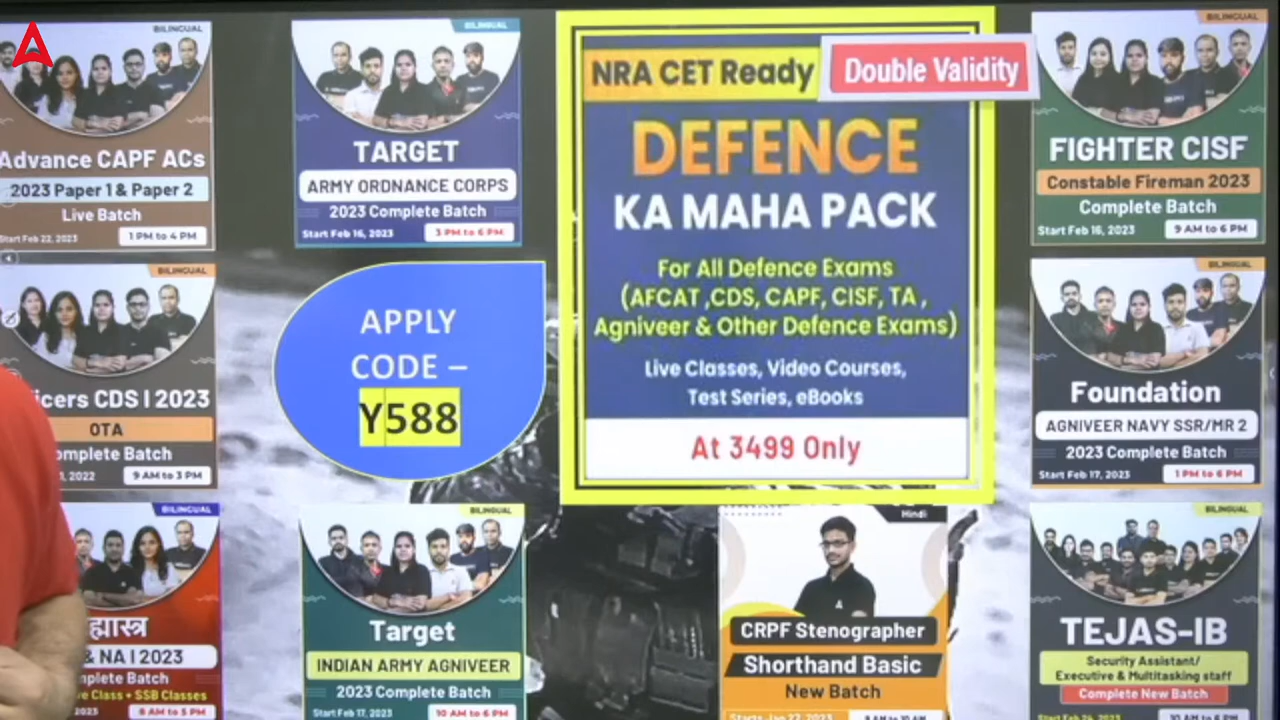 BILINGUAL
Advance CAPF ACs
2023 Paper 1 & Paper 2
Live Batch
Start Feb 22, 2023
1 PM to 4 PM
BILINGUAL
TARGET
ARMY ORDNANCE CORPS
2023 Complete Batch
Start Feb 16, 2023
3 PM to 6 PM
NRA CET Ready
Double Validity
DEFENCE
KA MAHA PACK
For All Defence Exams
(AFCAT ,CDS, CAPF, CISF, TA ,
Agniveer & Other Defence Exams)
Live Classes, Video Courses,
Test Series, eBooks
At 3499 Only
BILINGUAL
FIGHTER CISF
Constable Fireman 2023
Complete Batch
Start Feb 16, 2023
9 AM to 6 PM
BILINGUAL
icers CDS I 2023
OTA
omplete Batch
1, 2022
9 AM to 3 PM
APPLY
CODE –
Y588
BILINGUAL
Foundation
AGNIVEER NAVY SSR/MR 2
2023 Complete Batch
Start Feb 17, 2023
1 PM to 6 PM
BILINGUAL
ह्मास्त्र
& NA I 2023
mplete Batch
ve Class + SSB Classes
2023
8 AM to 5 PM
BILINGUAL
Target
INDIAN ARMY AGNIVEER
2023 Complete Batch
Start Feb 17, 2023
10 AM to 6 PM
Hindi
CRPF Stenographer
Shorthand Basic
New Batch
BILINGUAL
TEJAS-IB
Security Assistant/
Executive & Multitasking staff
Complete New Batch